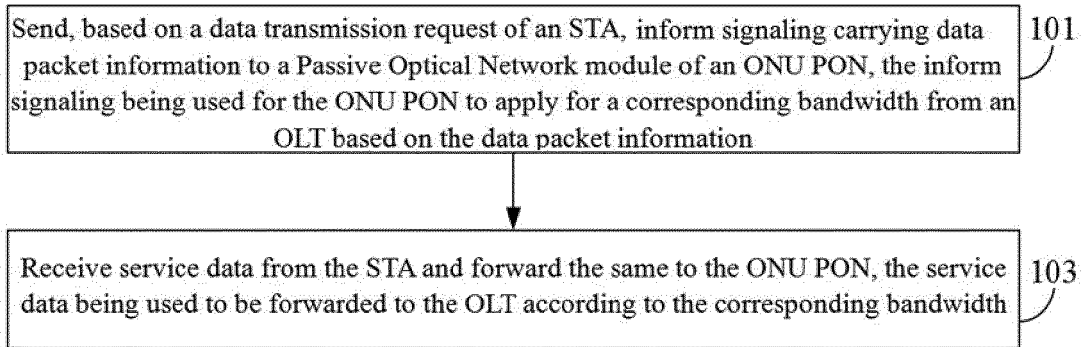 Send, based on a data transmission request of an STA, inform signaling carrying data
packet information to a Passive Optical Network module of an ONU PON, the inform
signaling being used for the ONU PON to apply for a corresponding bandwidth from an
OLT based on the data packet information
101
Receive service data from the STA and forward the same to the ONU PON, the service
data being used to be forwarded to the OLT according to the corresponding bandwidth
103